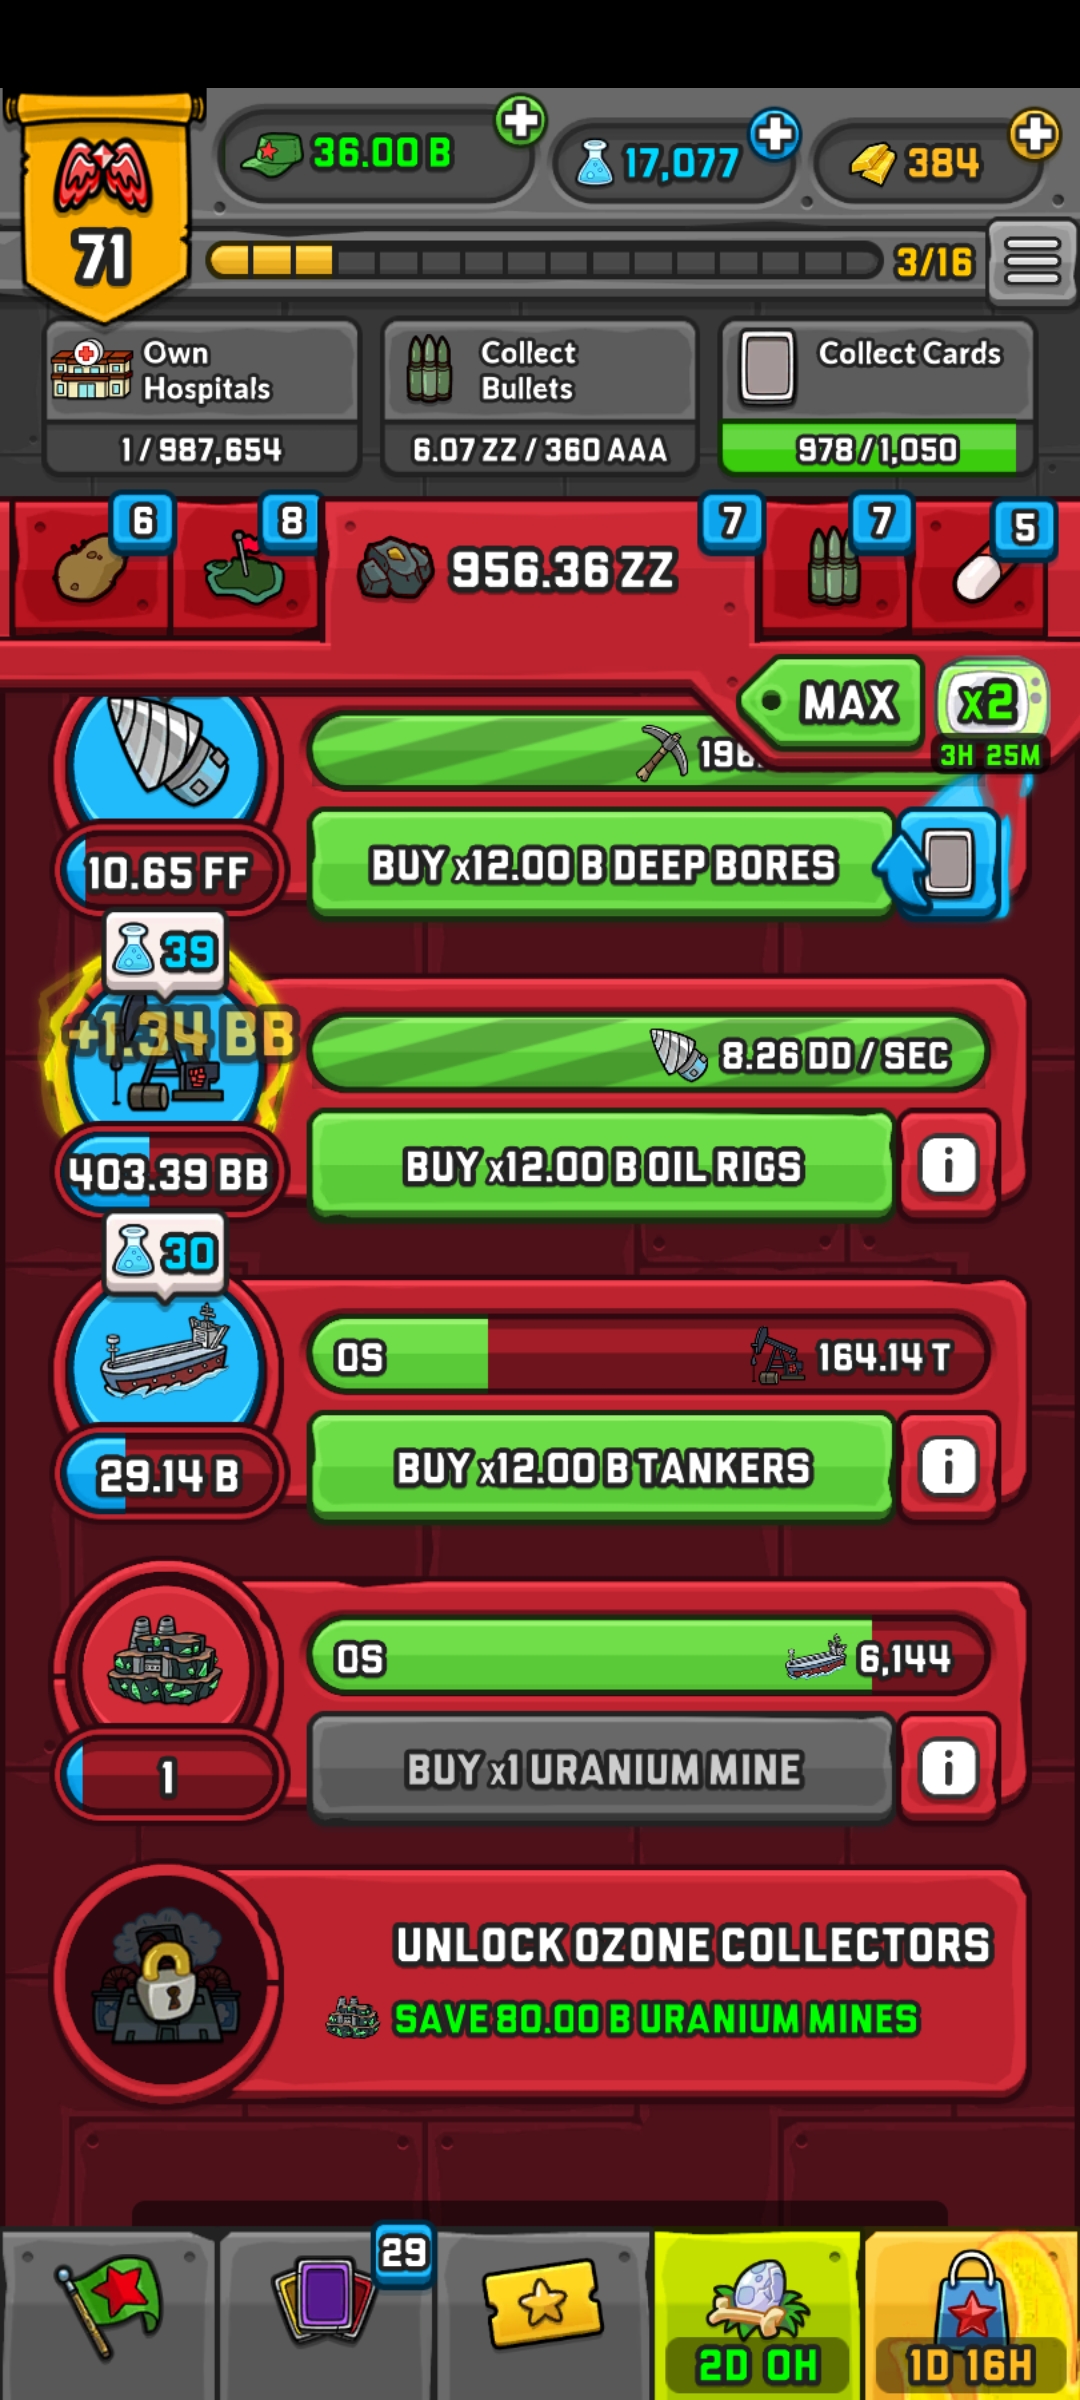 71
36.00 B
17,077
384
3/16
Own
Hospitals
1/987,654
Collect
Bullets
6.07 ZZ / 360 AAA
Collect Cards
978/1,050
6
8
956.36 ZZ
7
7
5
MAX
x2
3H 25M
10.65 FF
BUY x12.00 B DEEP BORES
39
+1.34 BB
8.26 DD / SEC
403.39 BB
BUY x12.00 B OIL RIGS
30
0S
164.14 T
29.14 B
BUY x12.00 B TANKERS
0S
6,144
1
BUY x1 URANIUM MINE
UNLOCK OZONE COLLECTORS
SAVE 80.00 B URANIUM MINES
29
2D 0H
1D 16H